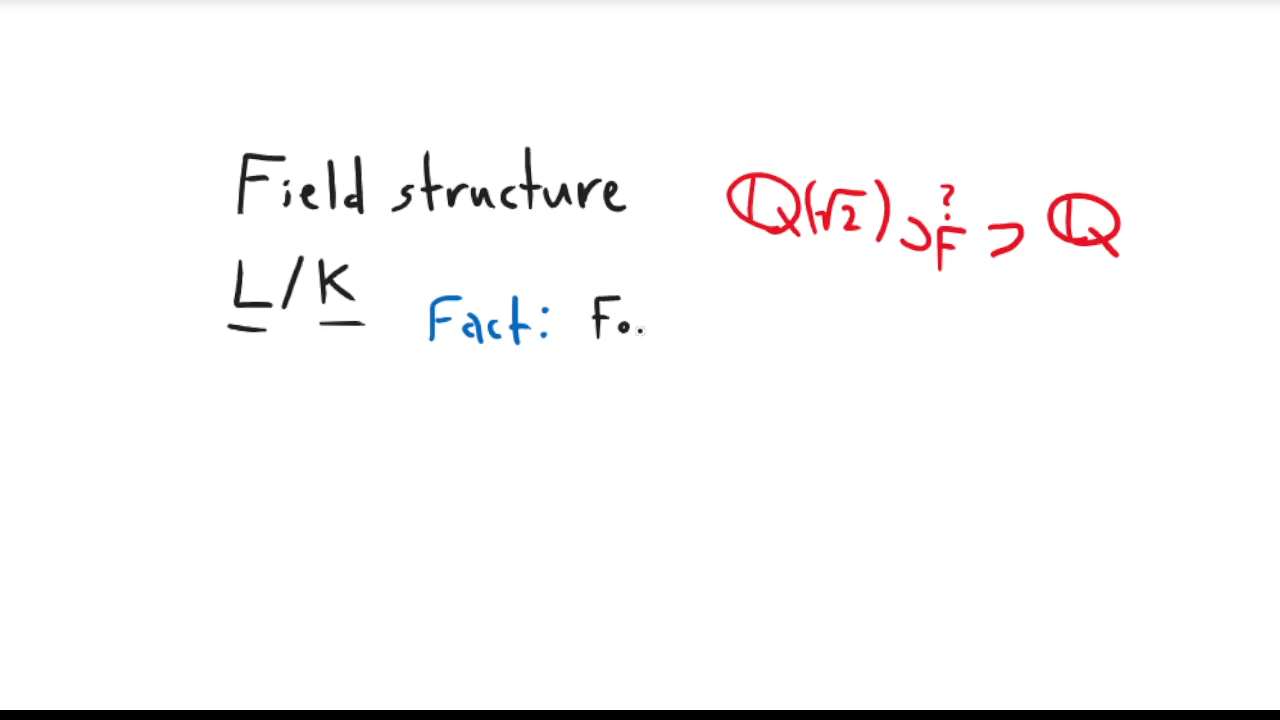 Field structure
L/K
Fact: Fo
ℚ(√2) ⊃ F ⊃ ℚ
?